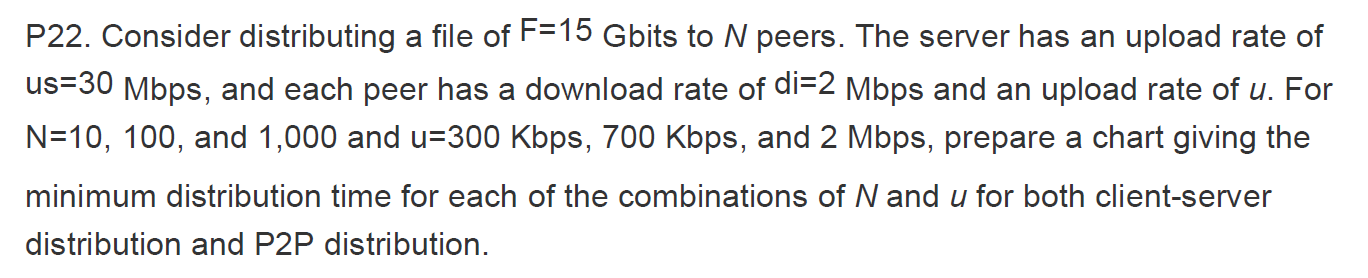 P22. Consider distributing a file of F=15 Gbits to N peers. The server has an upload rate of
us=30 Mbps, and each peer has a download rate of di=2 Mbps and an upload rate of u. For
N=10, 100, and 1,000 and u=300 Kbps, 700 Kbps, and 2 Mbps, prepare a chart giving the
minimum distribution time for each of the combinations of N and u for both client-server
distribution and P2P distribution.